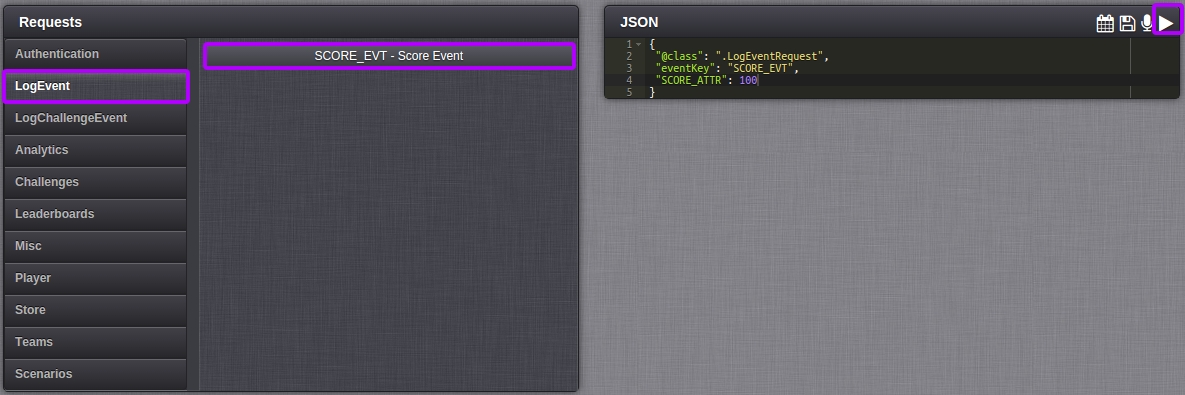 Requests
Authentication
LogEvent
LogChallengeEvent
Analytics
Challenges
Leaderboards
Misc
Player
Store
Teams
Scenarios
SCORE_EVT - Score Event
JSON
1 {
2 "@class": ".LogEventRequest",
3 "eventKey": "SCORE_EVT",
4 "SCORE_ATTR": 100
5 }